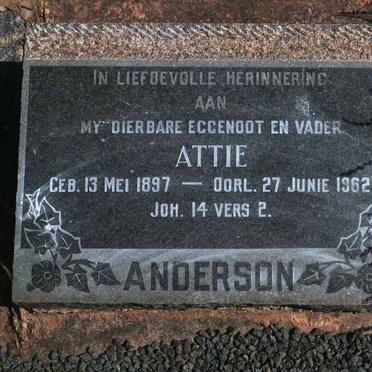 IN LIEFDEVOLLE HERINNERING
AAN
MY DIERBARE EGGENOOT EN VADER
ATTIE
GEB. 13 MEI 1897 — OORL. 27 JUNIE 1962
JOH. 14 VERS 2.
ANDERSON